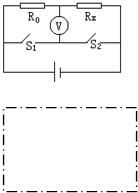 R₀ Rx
V
S₁ S₂